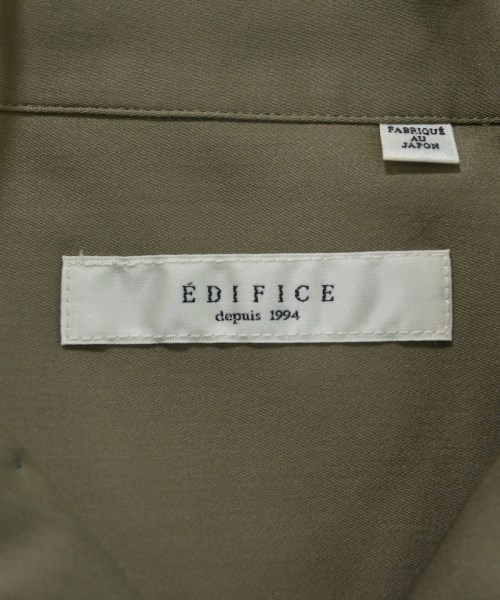 FABRIQUÉ
AU
JAPON
ÉDIFICE
depuis 1994